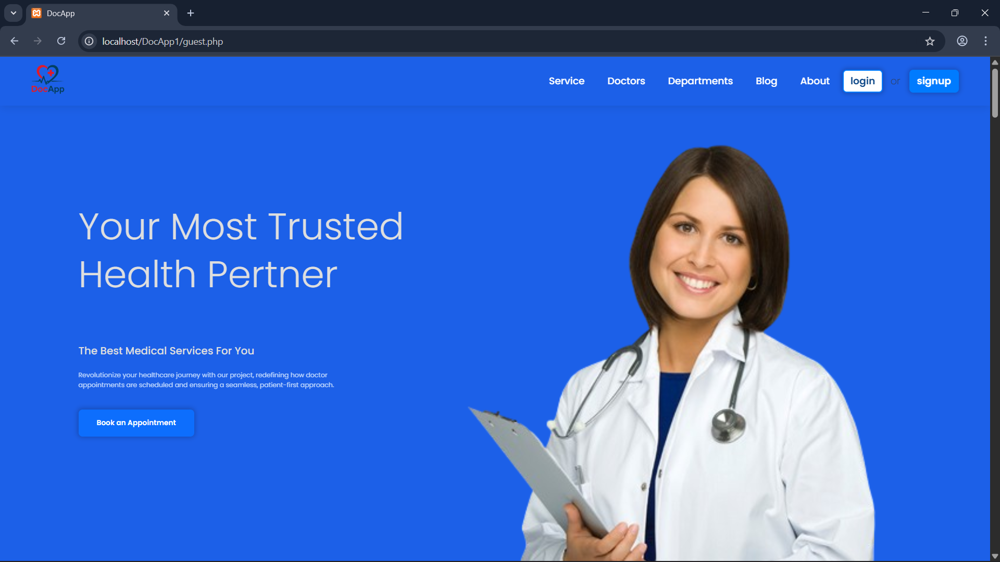 DocApp
localhost/DocApp1/guest.php
DocApp
Service
Doctors
Departments
Blog
About
login
or
signup
Your Most Trusted
Health Pertner
The Best Medical Services For You
Revolutionize your healthcare journey with our project, redefining how doctor
appointments are scheduled and ensuring a seamless, patient-first approach.
Book an Appointment